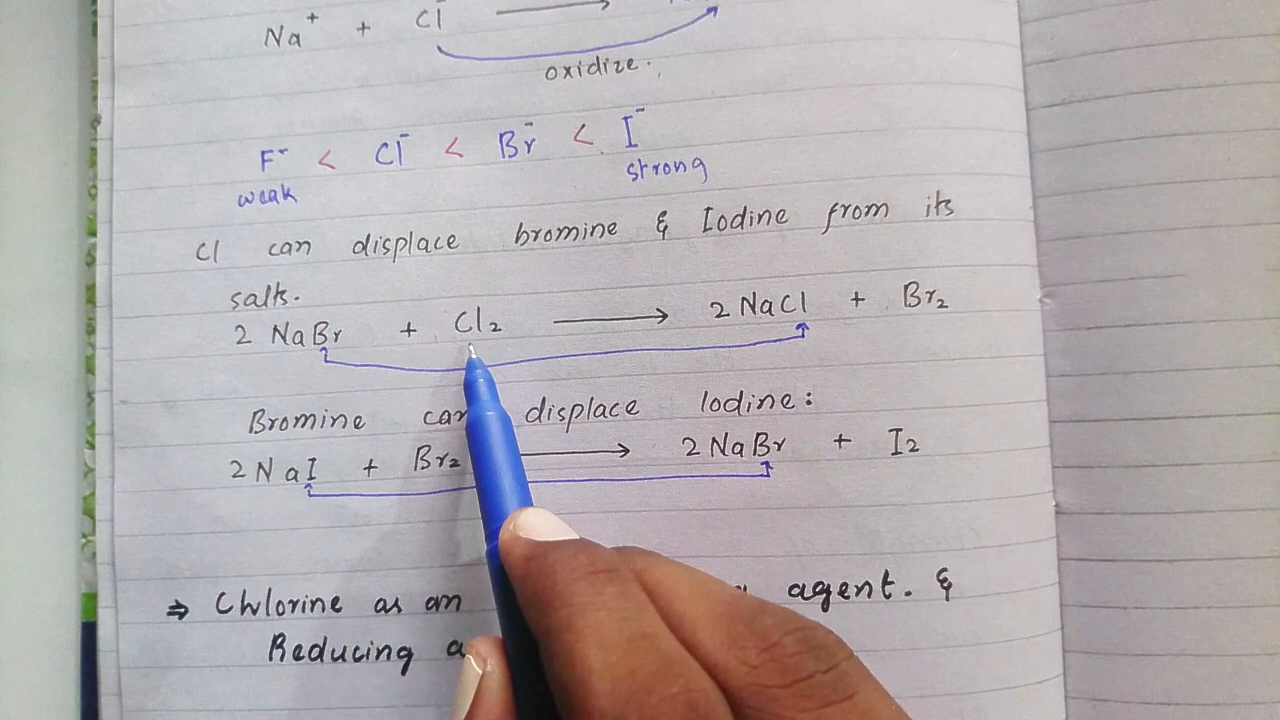 Na⁺ + Cl⁻ ⟶
oxidize.
F⁻ < Cl⁻ < Br⁻ < I⁻
weak strong
Cl can displace bromine & Iodine from its
salts.
2 NaBr + Cl₂ ⟶ 2 NaCl + Br₂
Bromine can displace Iodine:
2 NaI + Br₂ ⟶ 2 NaBr + I₂
⇒ Chlorine as an agent. &
Reducing